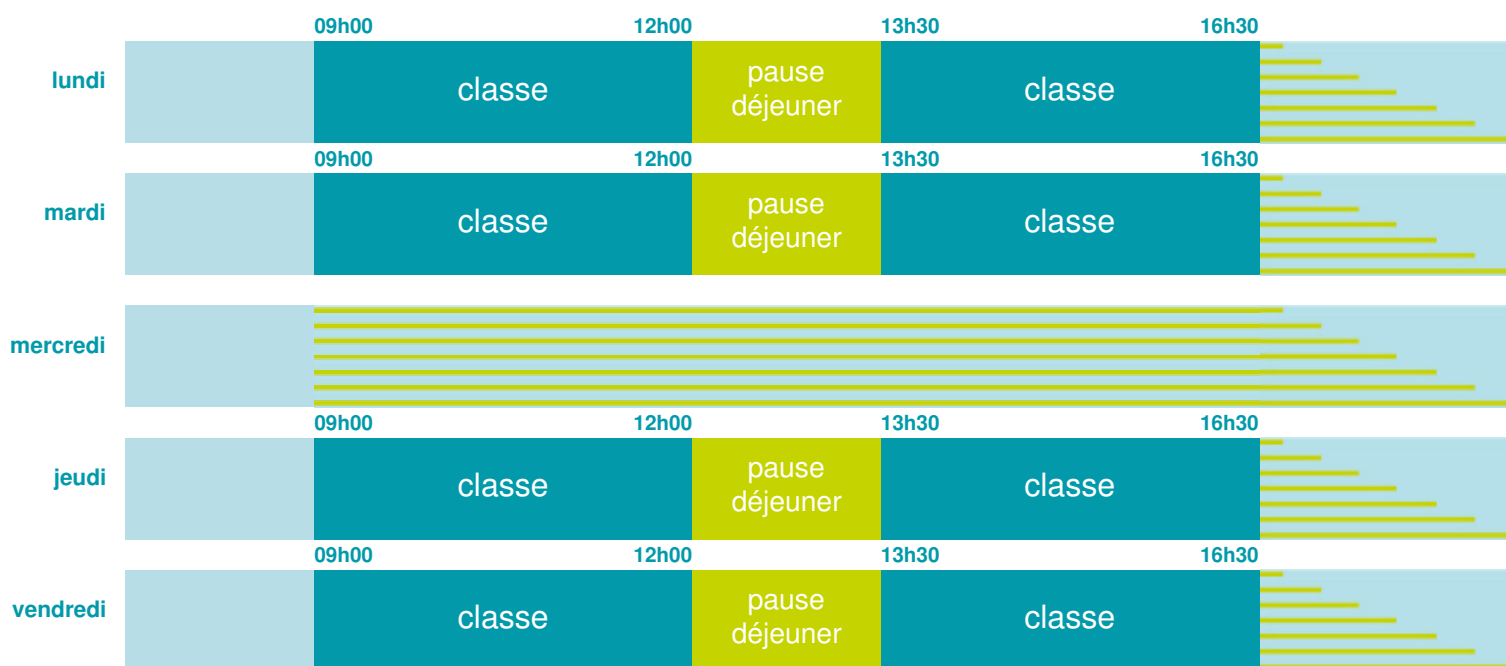 09h00 12h00 13h30 16h30
lundi classe pause déjeuner classe
09h00 12h00 13h30 16h30
mardi classe pause déjeuner classe
mercredi
09h00 12h00 13h30 16h30
jeudi classe pause déjeuner classe
09h00 12h00 13h30 16h30
vendredi classe pause déjeuner classe